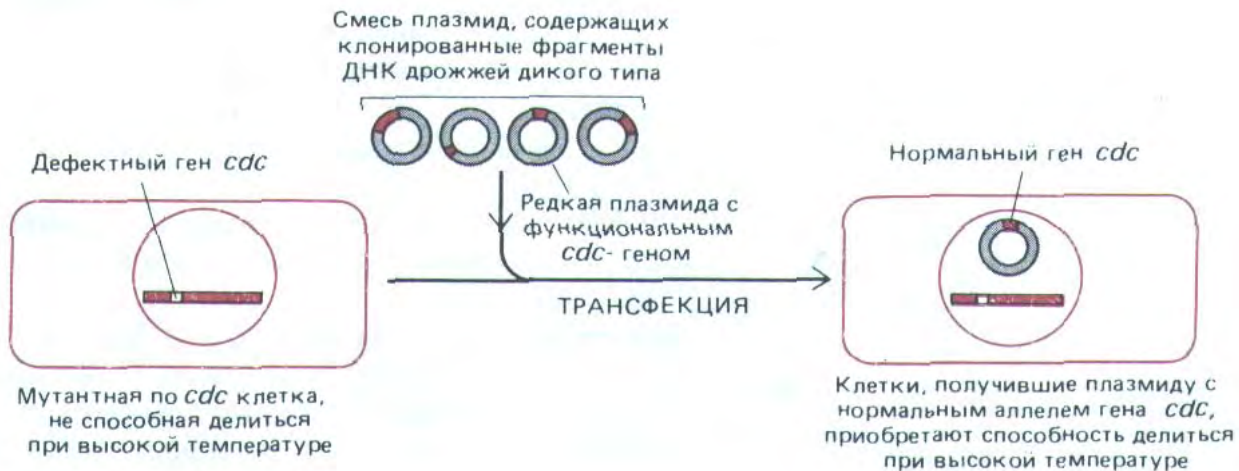 Смесь плазмид, содержащих
клонированные фрагменты
ДНК дрожжей дикого типа
Дефектный ген cdc
Редкая плазмида с
функциональным
cdc- геном
ТРАНСФЕКЦИЯ
Нормальный ген cdc
Мутантная по cdc клетка,
не способная делиться
при высокой температуре
Клетки, получившие плазмиду с
нормальным аллелем гена cdc,
приобретают способность делиться
при высокой температуре